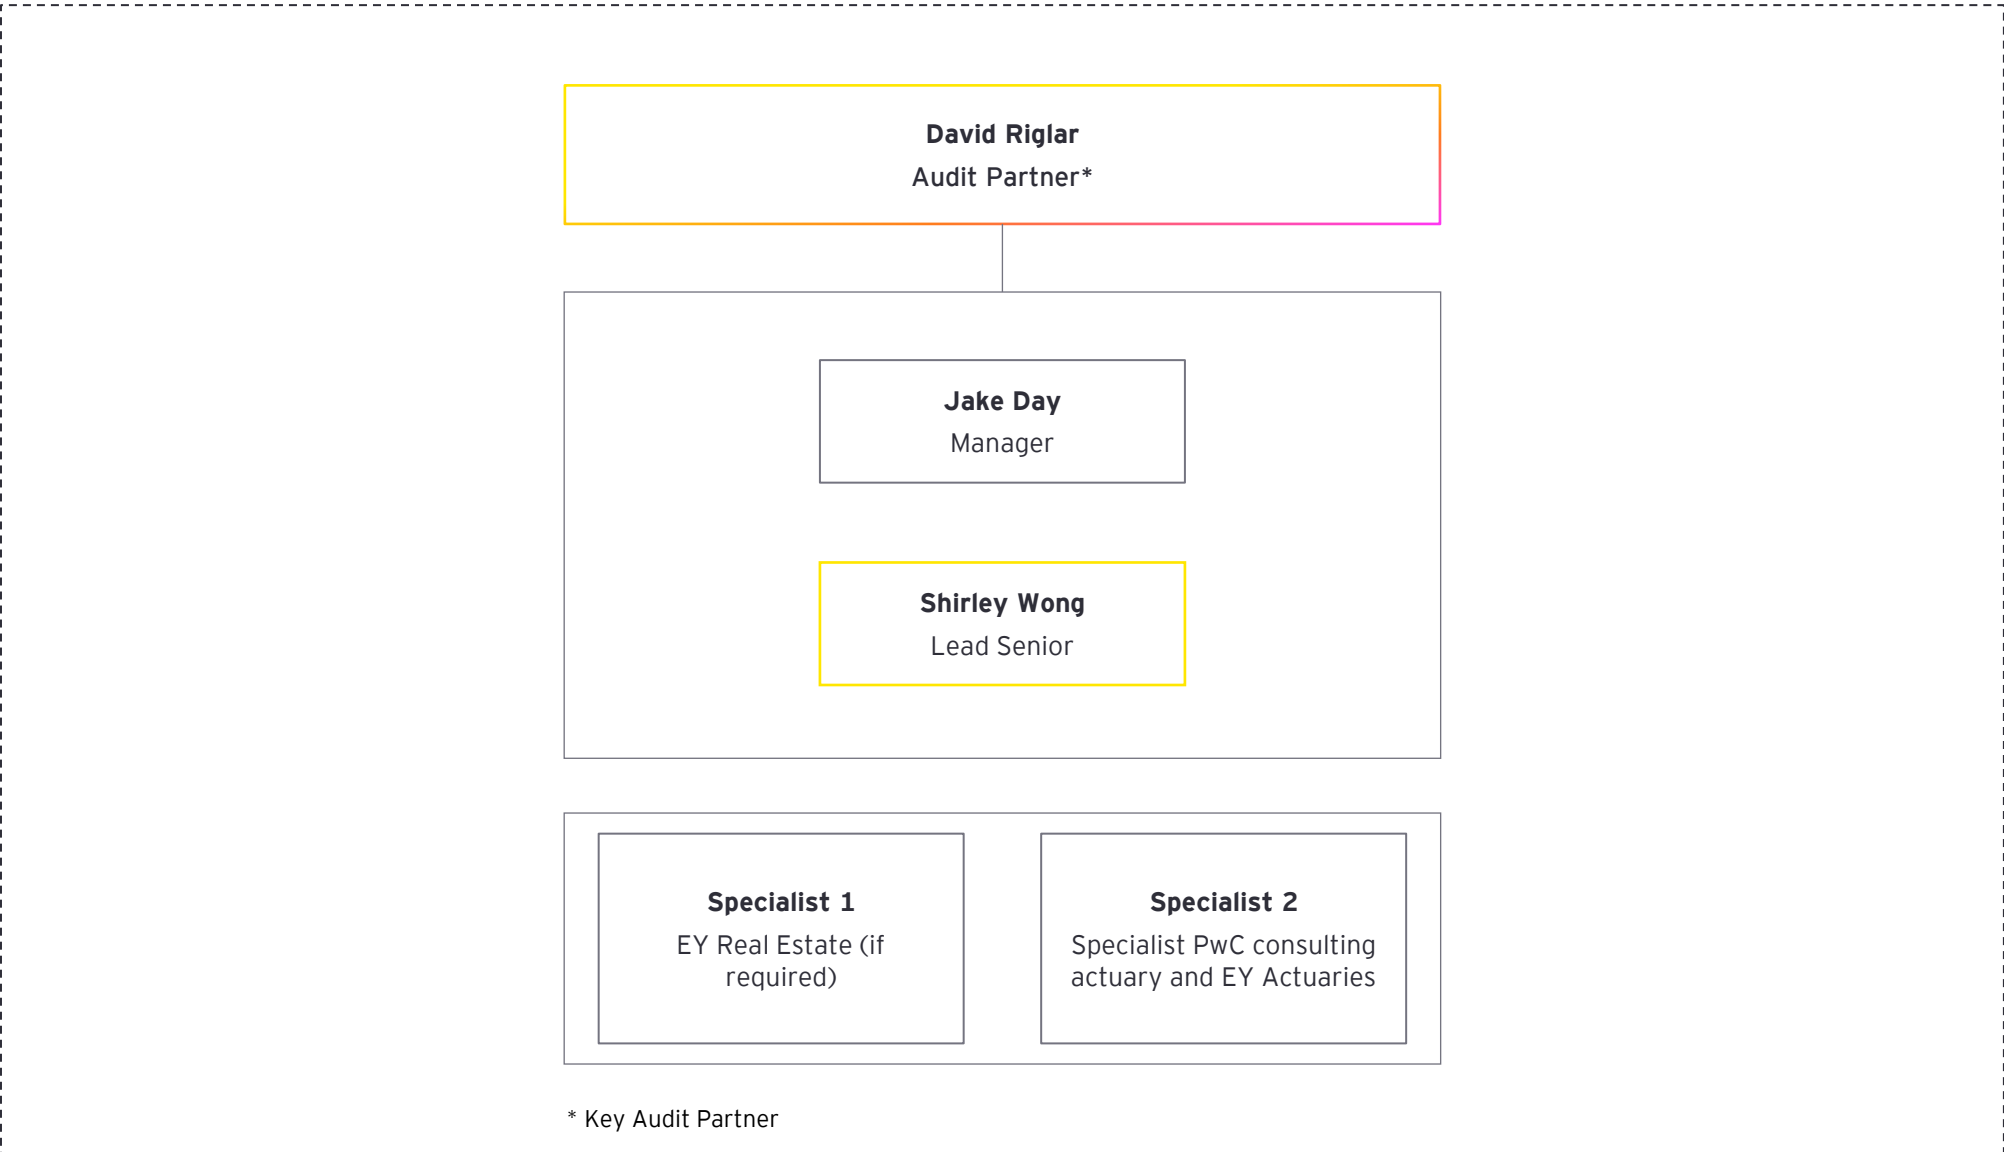 David Riglar
Audit Partner*
Jake Day
Manager
Shirley Wong
Lead Senior
Specialist 1
EY Real Estate (if
required)
Specialist 2
Specialist PwC consulting
actuary and EY Actuaries
* Key Audit Partner